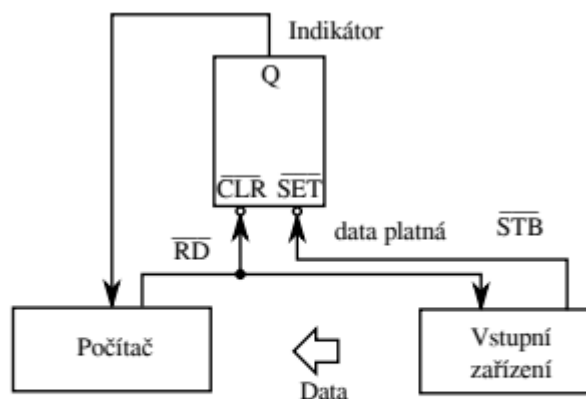 Indikátor
Q
CLR SET
RD
data platná
STB
Počítač
Data
Vstupní
zařízení